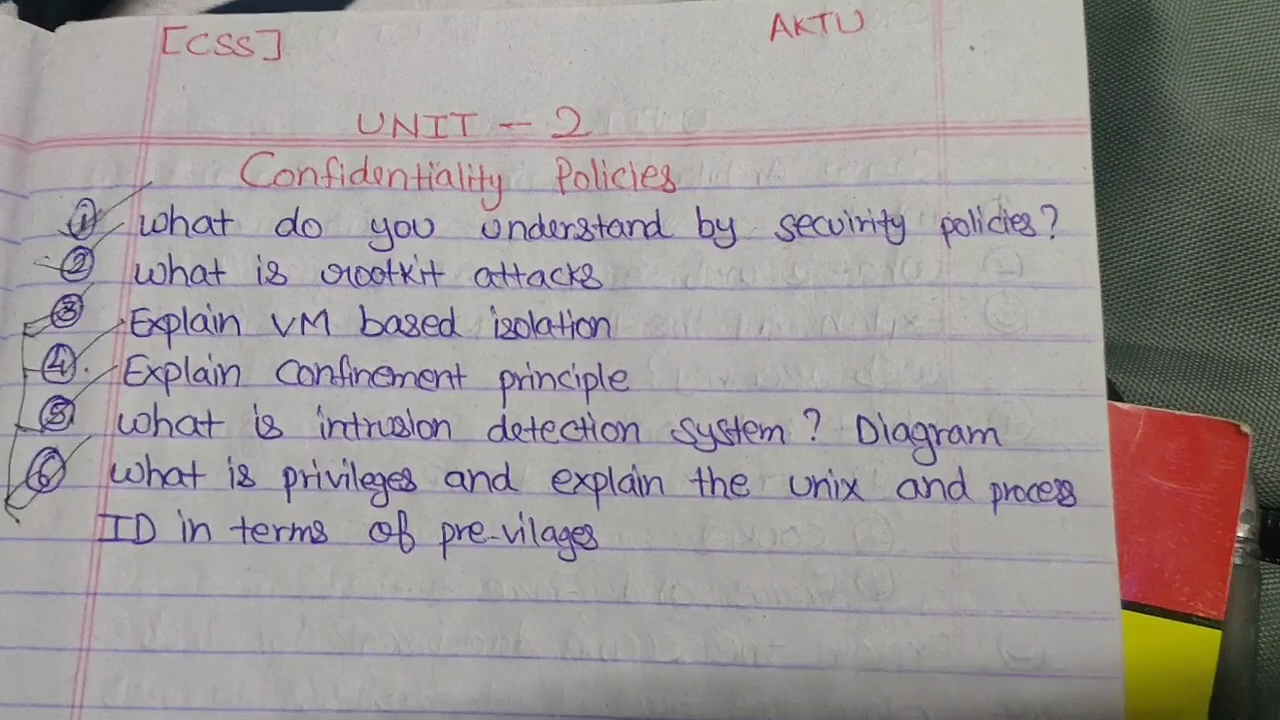 [CSS]
AKTU
UNIT - 2
Confidentiality Policies
① What do you understand by secuirity policies?
② What is rootkit attacks
③ Explain VM based isolation
④. Explain confinement principle
⑤ What is intrusion detection system? Diagram
⑥ What is privileges and explain the unix and process
ID in terms of pre-vilages